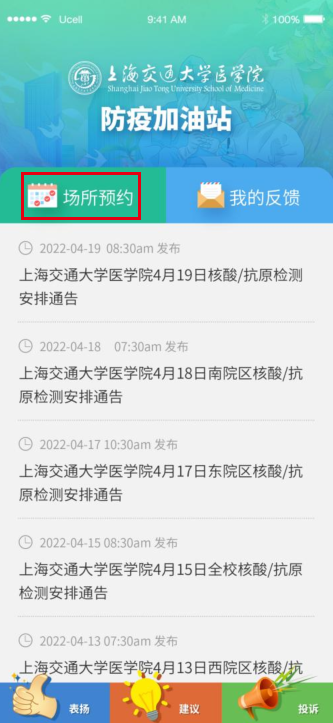 Ucell 9:41 AM 100%
上海交通大学医学院
Shanghai Jiao Tong University School of Medicine
防疫加油站
场所预约 我的反馈
2022-04-19 08:30am 发布
上海交通大学医学院4月19日核酸/抗原检测
安排通告
2022-04-18 07:30am 发布
上海交通大学医学院4月18日南院区核酸/抗
原检测安排通告
2022-04-17 10:30am 发布
上海交通大学医学院4月17日东院区核酸/抗
原检测安排通告
2022-04-15 08:30am 发布
上海交通大学医学院4月15日全校核酸/抗原
检测安排通告
2022-04-13 07:30am 发布
上海交通大学医学院4月13日西院区核酸/抗
表扬 建议 投诉